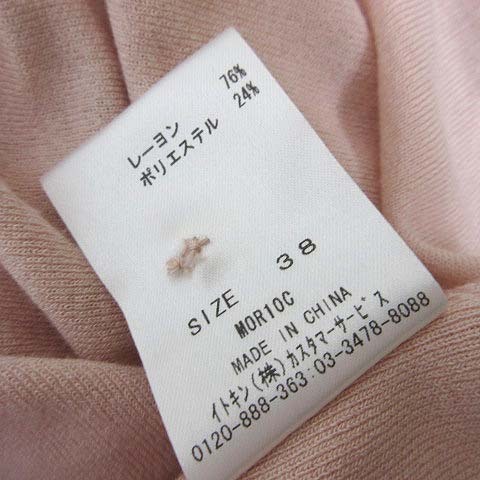 レーヨン 76%
ポリエステル 24%
SIZE 38
MOR10C
MADE IN CHINA
イトキン(株)カスタマーサービス
0120-888-363:03-3478-8088